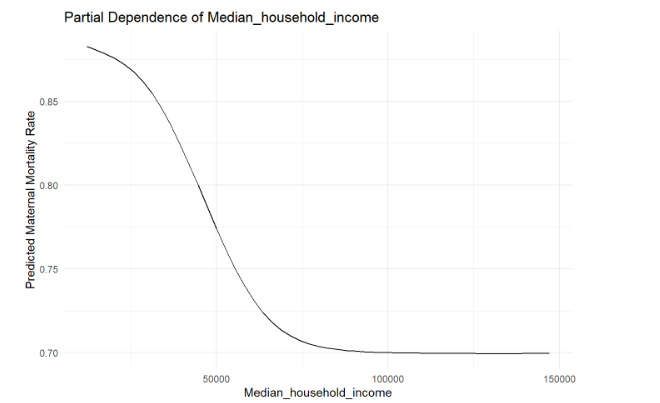 Partial Dependence of Median_household_income
Predicted Maternal Mortality Rate
0.85
0.80
0.75
0.70
50000
100000
150000
Median_household_income